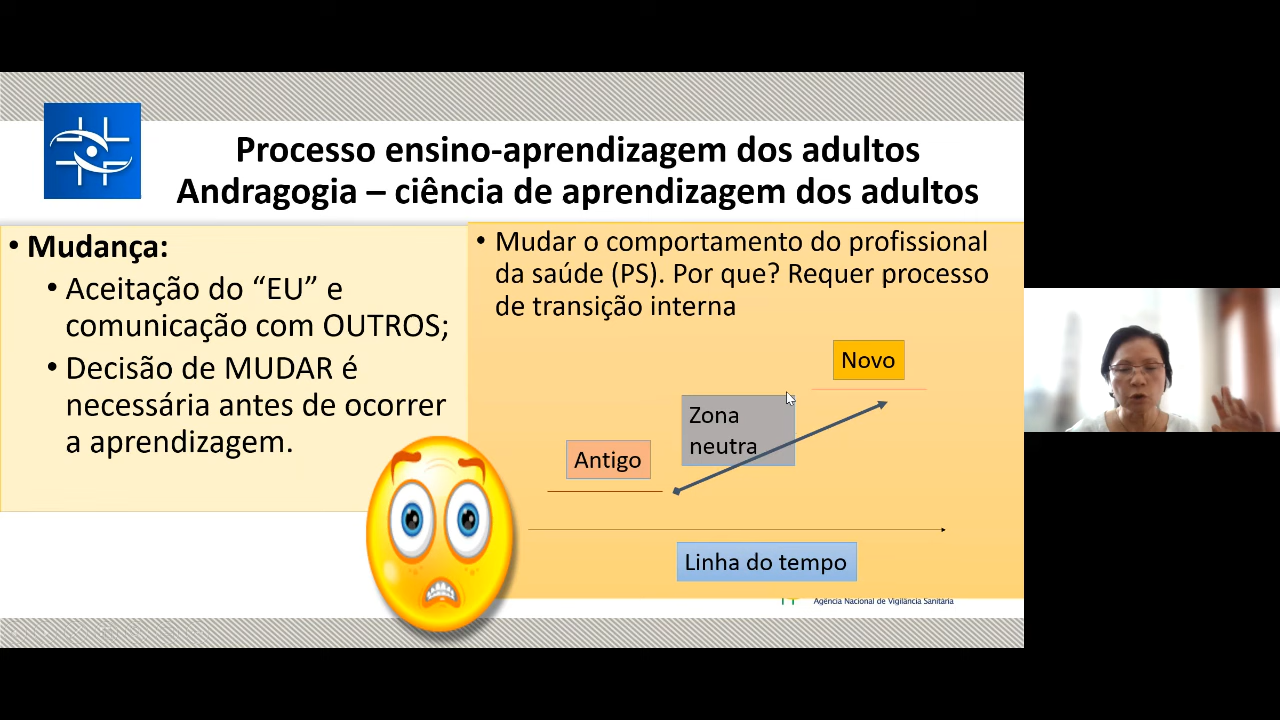 Processo ensino-aprendizagem dos adultos
Andragogia – ciência de aprendizagem dos adultos
• Mudança:
• Aceitação do “EU” e
comunicação com OUTROS;
• Decisão de MUDAR é
necessária antes de ocorrer
a aprendizagem.
• Mudar o comportamento do profissional
da saúde (PS). Por que? Requer processo
de transição interna
Novo
Zona
neutra
Antigo
Linha do tempo
Agência Nacional de Vigilância Sanitária